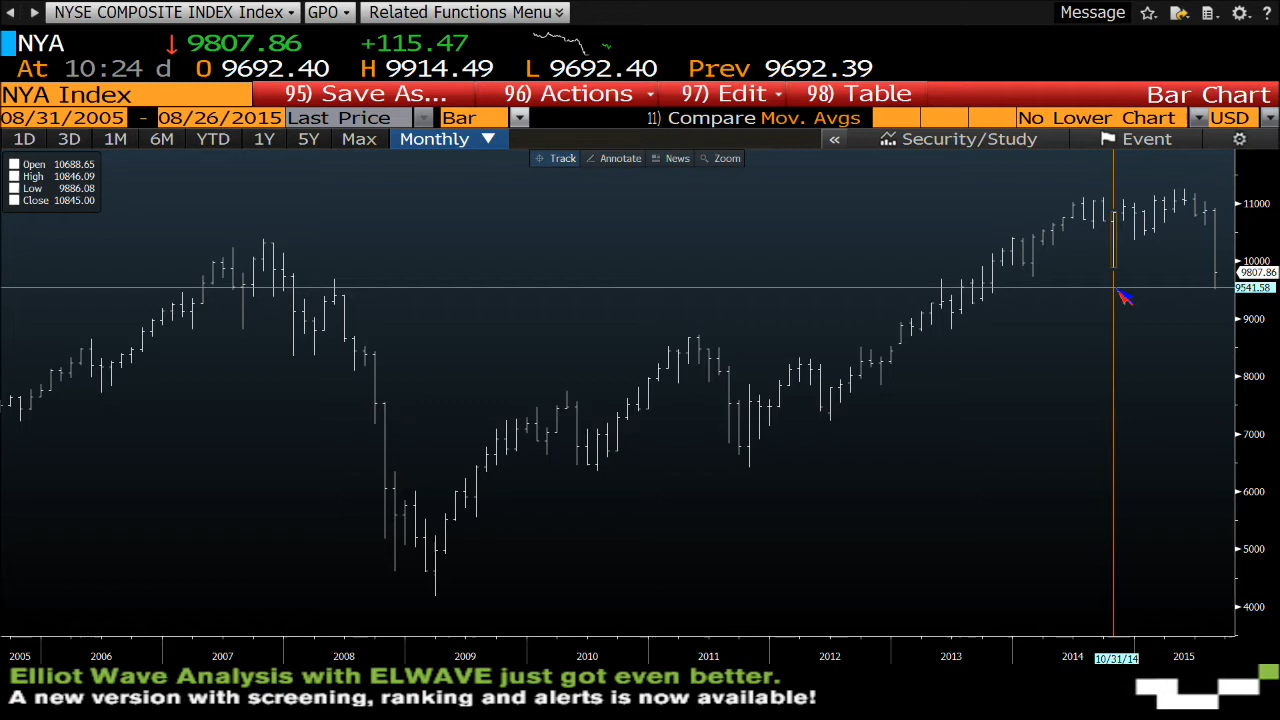 NYSE COMPOSITE INDEX Index GPO Related Functions Menu Message ?
NYA 9807.86 +115.47
At 10:24 d O 9692.40 H 9914.49 L 9692.40 Prev 9692.39
NYA Index 95) Save As... 96) Actions 97) Edit 98) Table Bar Chart
08/31/2005 - 08/26/2015 Last Price Bar 11) Compare Mov. Avgs No Lower Chart USD
1D 3D 1M 6M YTD 1Y 5Y Max Monthly « Security/Study Event
Track Annotate News Zoom
Open 10688.65
High 10846.09
Low 9886.08
Close 10845.00
11000
10000
9807.86
9541.58
9000
8000
7000
6000
5000
4000
2005 2006 2007 2008 2009 2010 2011 2012 2013 2014 10/31/14 2015
Elliot Wave Analysis with ELWAVE just got even better.
A new version with screening, ranking and alerts is now available!